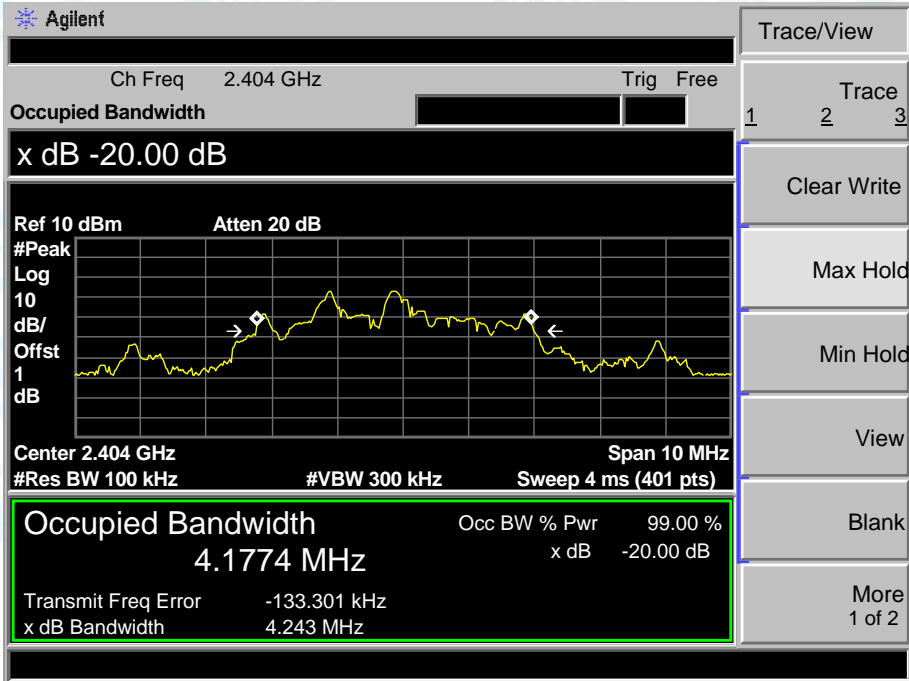 Agilent
Trace/View
Ch Freq 2.404 GHz Trig Free
Occupied Bandwidth
Trace
1 2 3
x dB -20.00 dB
Clear Write
Ref 10 dBm Atten 20 dB
#Peak
Log
10
dB/
Offst
1
dB
Max Hold
Min Hold
Center 2.404 GHz Span 10 MHz
#Res BW 100 kHz #VBW 300 kHz Sweep 4 ms (401 pts)
View
Occupied Bandwidth Occ BW % Pwr 99.00 %
4.1774 MHz x dB -20.00 dB
Blank
Transmit Freq Error -133.301 kHz
x dB Bandwidth 4.243 MHz
More
1 of 2